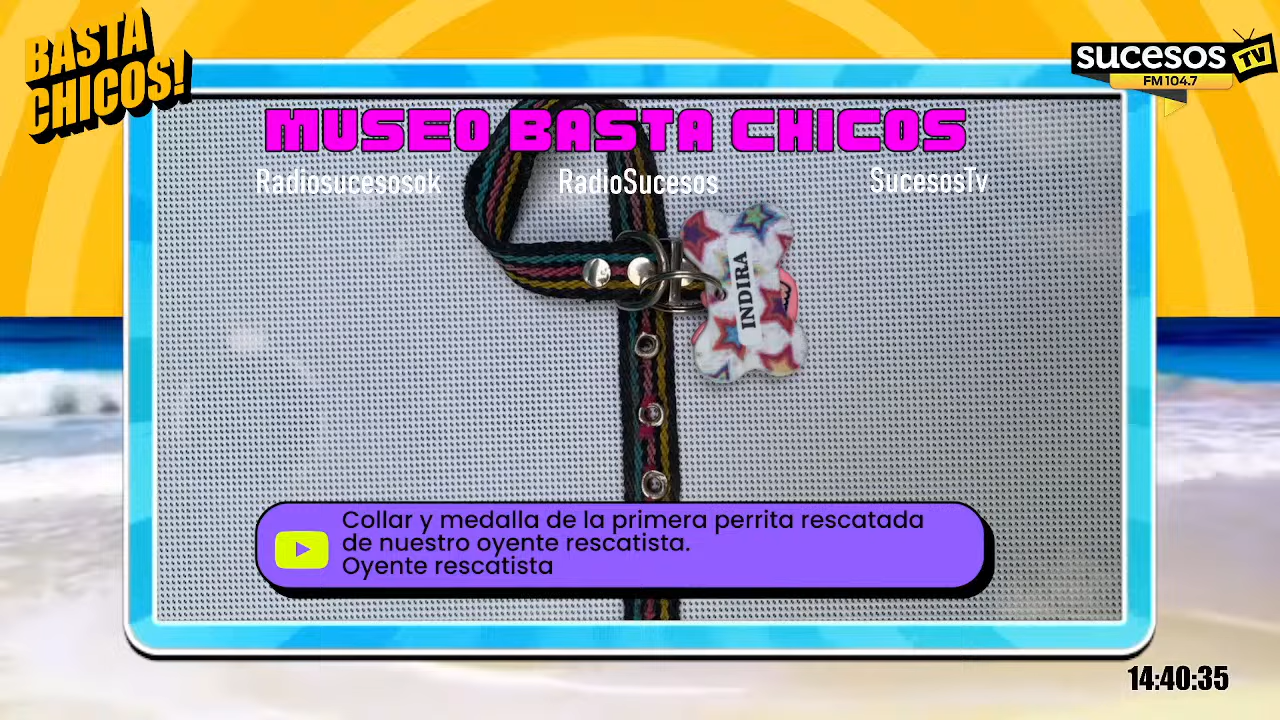 BASTA
CHICOS!
sucesos TV
FM 104.7
MUSEO BASTA CHICOS
Radiosucesosok RadioSucesos SucesosTv
INDIRA
Collar y medalla de la primera perrita rescatada
de nuestro oyente rescatista.
Oyente rescatista
14:40:35